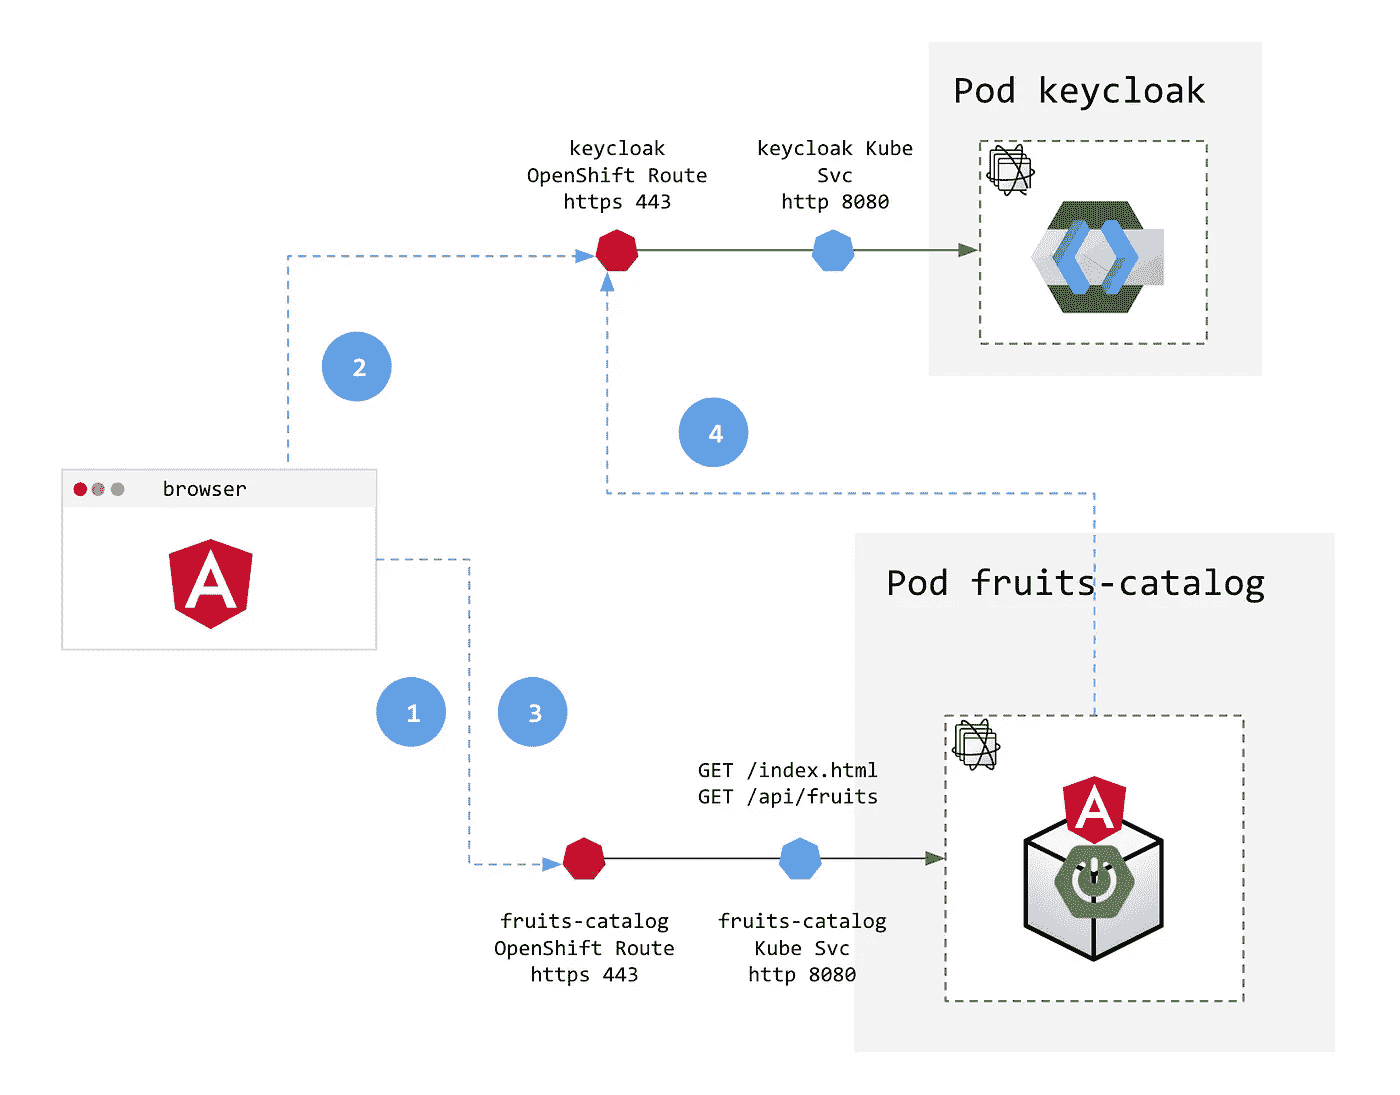 Pod keycloak
keycloak
OpenShift Route
https 443
keycloak Kube
Svc
http 8080
2
4
browser
A
Pod fruits-catalog
1
3
GET /index.html
GET /api/fruits
A
fruits-catalog
OpenShift Route
https 443
fruits-catalog
Kube Svc
http 8080